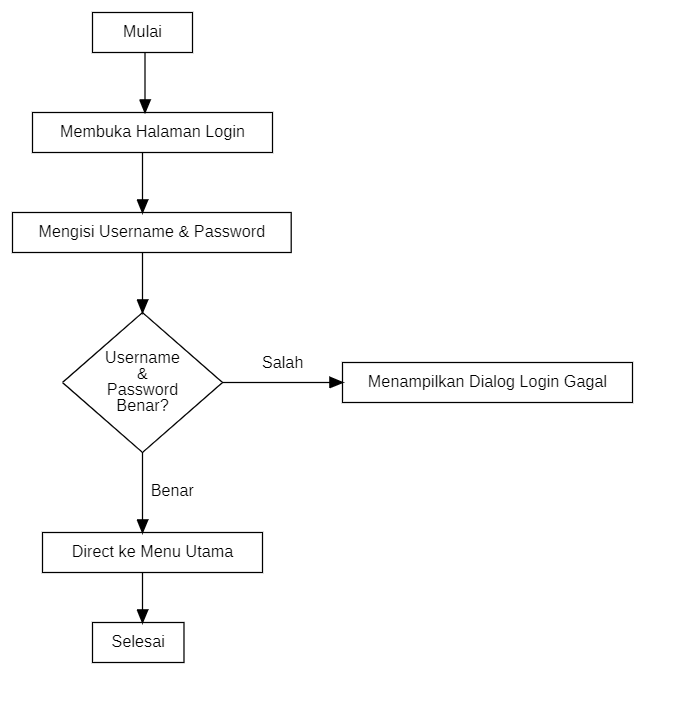 Mulai
Membuka Halaman Login
Mengisi Username & Password
Username
&
Password
Benar?
Salah
Menampilkan Dialog Login Gagal
Benar
Direct ke Menu Utama
Selesai